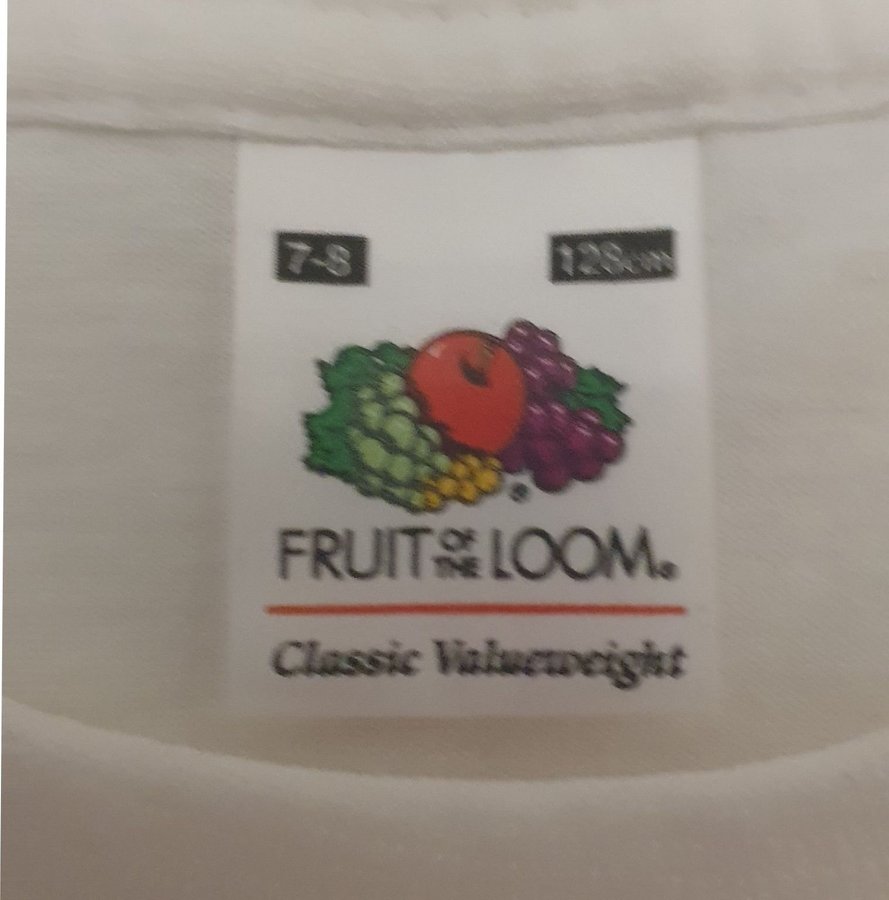 7-8 128cm
FRUIT OF THE LOOM®
Classic Valueweight